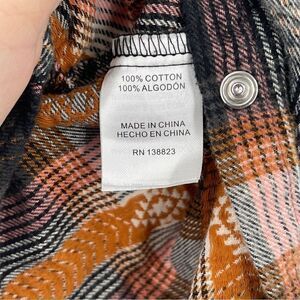 100% COTTON
100% ALGODÓN
MADE IN CHINA
HECHO EN CHINA
RN 138823